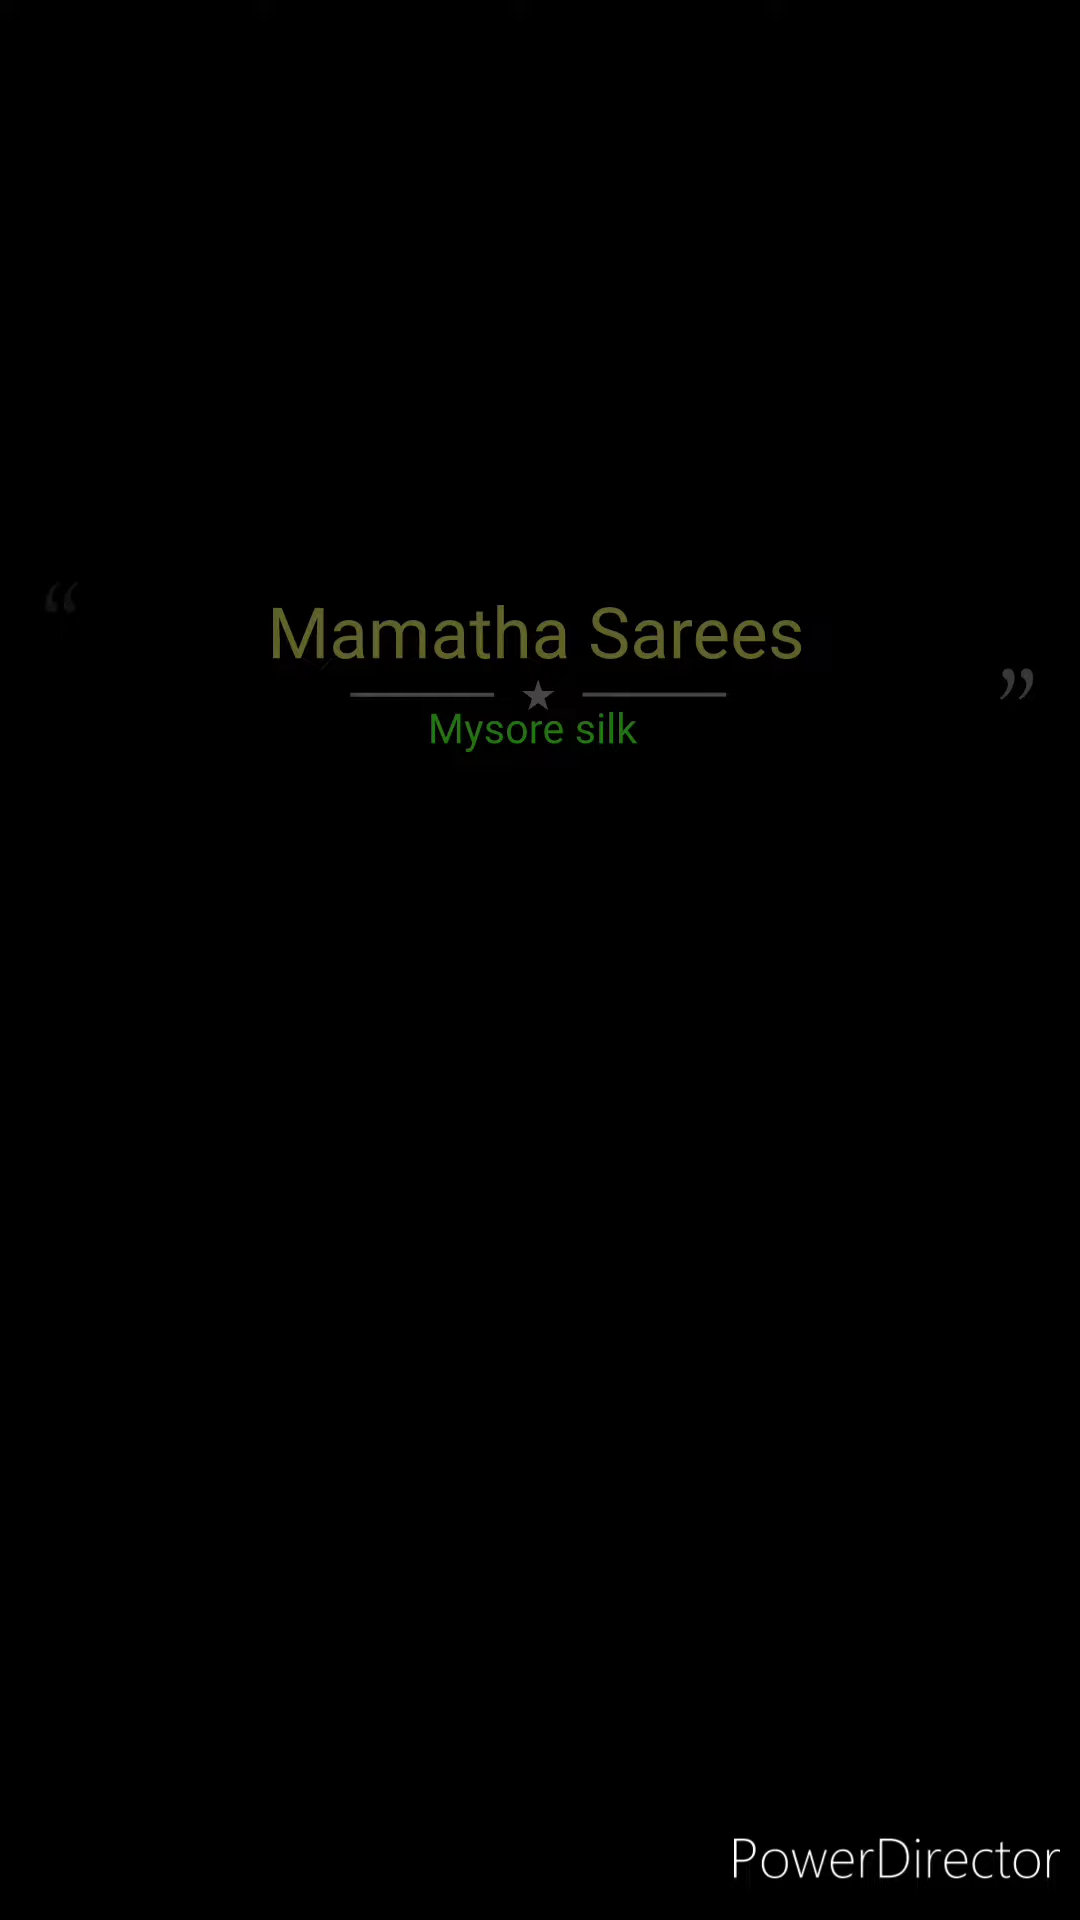 “
Mamatha Sarees
”
★
Mysore silk
PowerDirector